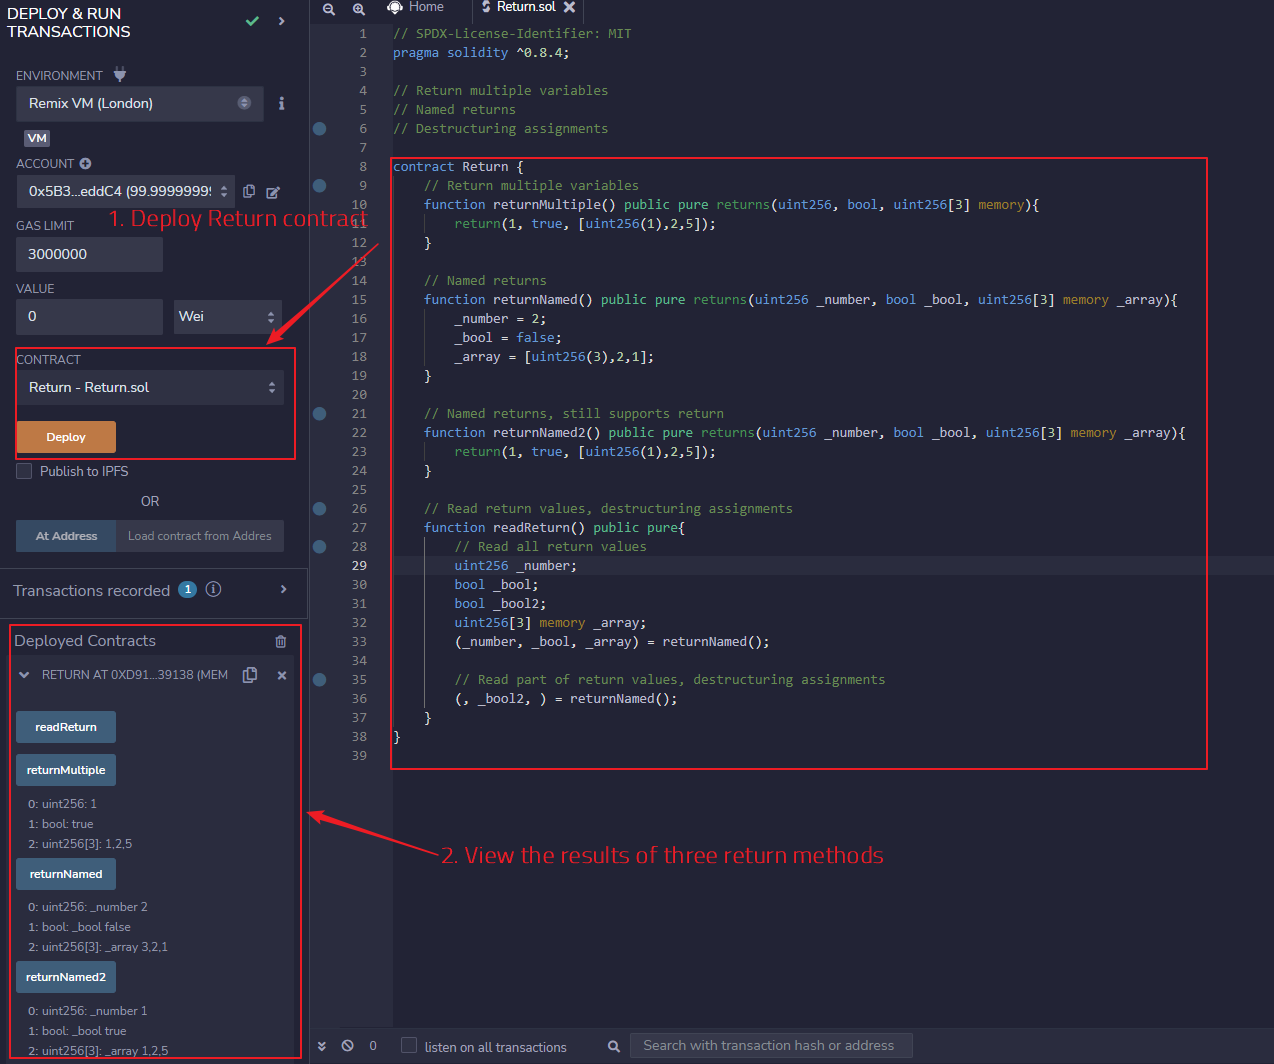 DEPLOY & RUN
TRANSACTIONS
ENVIRONMENT
Remix VM (London)
VM
ACCOUNT
0x5B3...eddC4 (99.9999999
1. Deploy Return contract
GAS LIMIT
3000000
VALUE
0
Wei
CONTRACT
Return - Return.sol
Deploy
Publish to IPFS
OR
At Address
Load contract from Addres
Transactions recorded 1
Deployed Contracts
RETURN AT 0XD91...39138 (MEM
readReturn
returnMultiple
0: uint256: 1
1: bool: true
2: uint256[3]: 1,2,5
returnNamed
0: uint256: _number 2
1: bool: _bool false
2: uint256[3]: _array 3,2,1
returnNamed2
0: uint256: _number 1
1: bool: _bool true
2: uint256[3]: _array 1,2,5
Home
Return.sol
1 // SPDX-License-Identifier: MIT
2 pragma solidity ^0.8.4;
3
4 // Return multiple variables
5 // Named returns
6 // Destructuring assignments
7
8 contract Return {
9 // Return multiple variables
10 function returnMultiple() public pure returns(uint256, bool, uint256[3] memory){
11 return(1, true, [uint256(1),2,5]);
12 }
13
14 // Named returns
15 function returnNamed() public pure returns(uint256 _number, bool _bool, uint256[3] memory _array){
16 _number = 2;
17 _bool = false;
18 _array = [uint256(3),2,1];
19 }
20
21 // Named returns, still supports return
22 function returnNamed2() public pure returns(uint256 _number, bool _bool, uint256[3] memory _array){
23 return(1, true, [uint256(1),2,5]);
24 }
25
26 // Read return values, destructuring assignments
27 function readReturn() public pure{
28 // Read all return values
29 uint256 _number;
30 bool _bool;
31 bool _bool2;
32 uint256[3] memory _array;
33 (_number, _bool, _array) = returnNamed();
34
35 // Read part of return values, destructuring assignments
36 (, _bool2, ) = returnNamed();
37 }
38 }
39
2. View the results of three return methods
0
listen on all transactions
Search with transaction hash or address